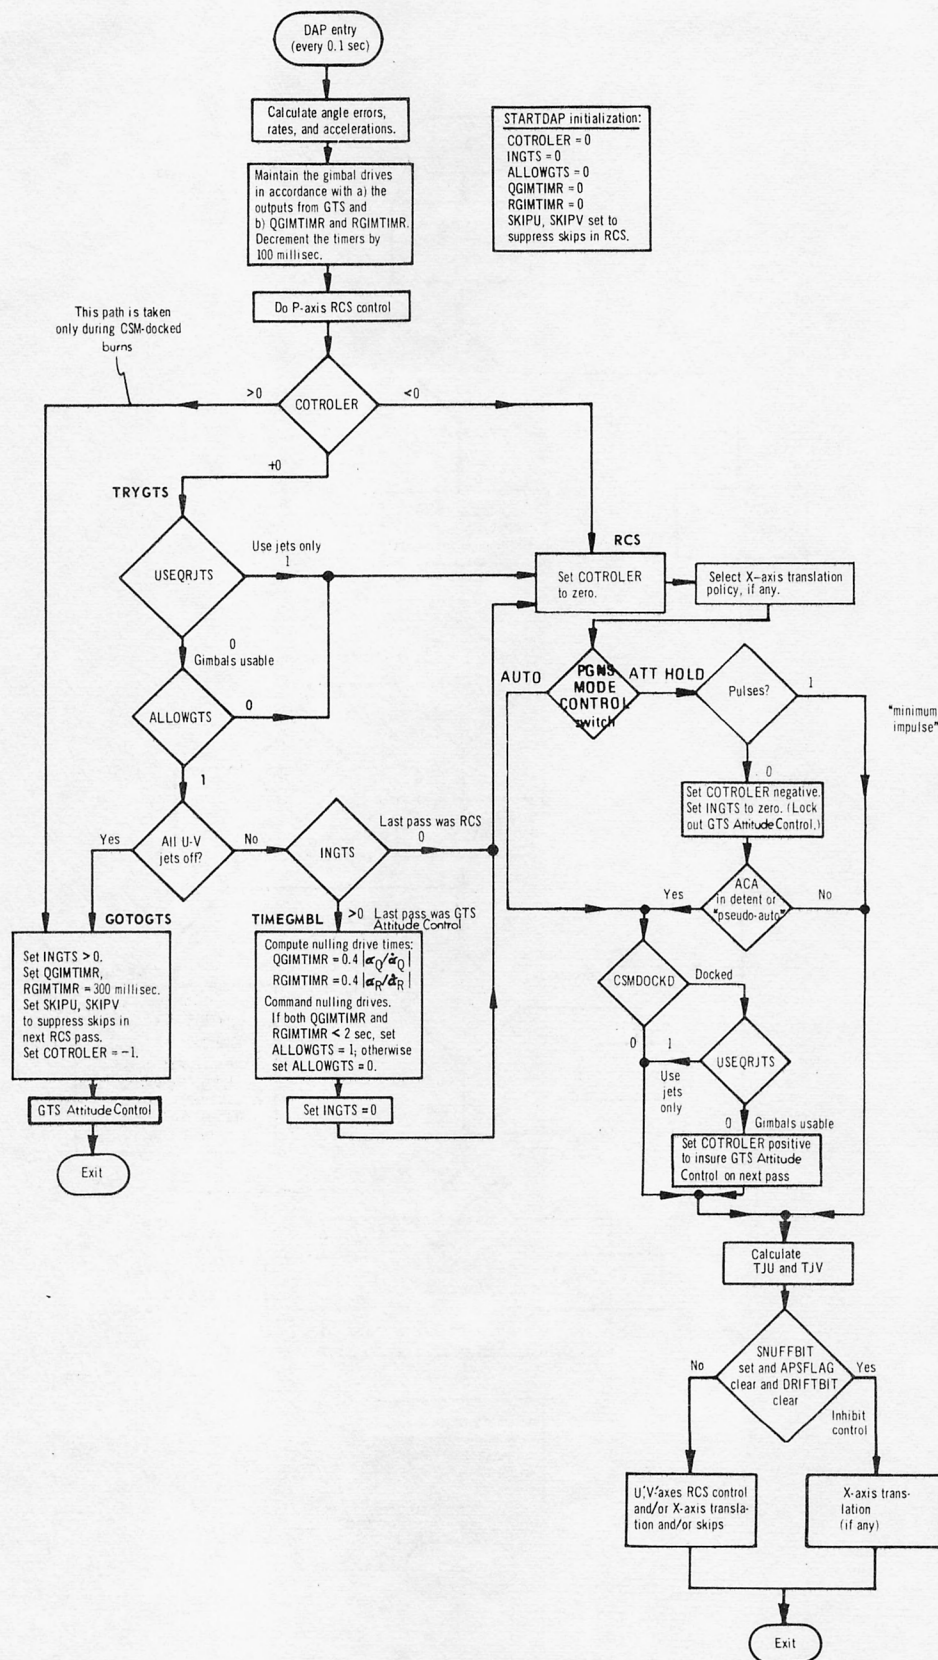 DAP entry
(every 0.1 sec)
Calculate angle errors,
rates, and accelerations.
STARTDAP initialization:
COTROLER = 0
INGTS = 0
ALLOWGTS = 0
QGIMTIMR = 0
RGIMTIMR = 0
SKIPU, SKIPV set to
suppress skips in RCS.
Maintain the gimbal drives
in accordance with a) the
outputs from GTS and
b) QGIMTIMR and RGIMTIMR.
Decrement the timers by
100 millisec.
Do P-axis RCS control
This path is taken
only during CSM-docked
burns
>0
COTROLER
<0
+0
TRYGTS
USEQRJTS
Use jets only
1
0
Gimbals usable
ALLOWGTS
0
1
RCS
Set COTROLER
to zero.
Select X-axis translation
policy, if any.
AUTO
PGNS
MODE
CONTROL
switch
ATT HOLD
Pulses?
1
"minimum
impulse"
0
Set COTROLER negative.
Set INGTS to zero. (Lock
out GTS Attitude Control.)
Yes
All U-V
jets off?
No
INGTS
Last pass was RCS
0
>0 Last pass was GTS
Attitude Control
Yes
ACA
in detent or
"pseudo-auto"
No
GOTOGTS
Set INGTS > 0.
Set QGIMTIMR,
RGIMTIMR = 300 millisec.
Set SKIPU, SKIPV
to suppress skips in
next RCS pass.
Set COTROLER = -1.
GTS Attitude Control
Exit
TIMEGMBL
Compute nulling drive times:
QGIMTIMR = 0.4 |α_Q/α̇_Q|
RGIMTIMR = 0.4 |α_R/α̇_R|
Command nulling drives.
If both QGIMTIMR and
RGIMTIMR < 2 sec, set
ALLOWGTS = 1; otherwise
set ALLOWGTS = 0.
Set INGTS = 0
CSMDOCKD
Docked
0
1
USEQRJTS
Use
jets
only
0 Gimbals usable
Set COTROLER positive
to insure GTS Attitude
Control on next pass
Calculate
TJU and TJV
No
SNUFFBIT
set and APSFLAG
clear and DRIFTBIT
clear
Yes
Inhibit
control
U,'V'-axes RCS control
and/or X-axis transla-
tion and/or skips
X-axis trans-
lation
(if any)
Exit